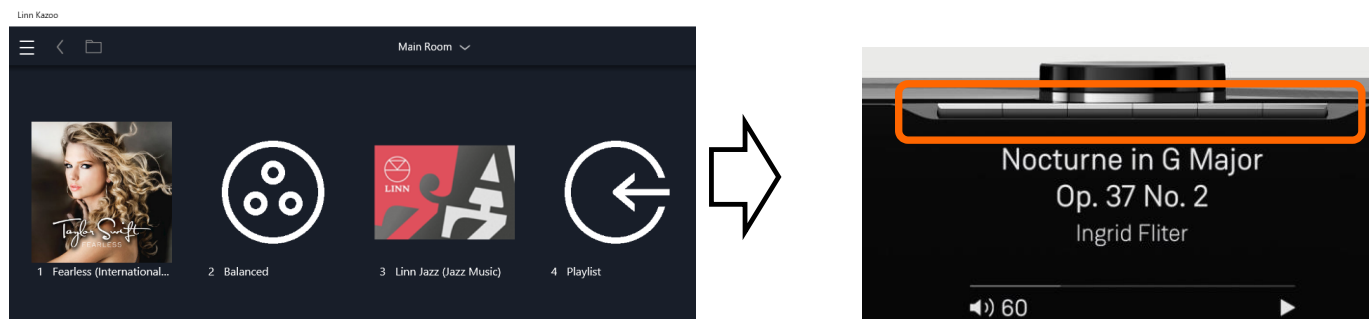 Linn Kazoo
Main Room
Taylor Swift
FEARLESS
LINN
1 Fearless (International...
2 Balanced
3 Linn Jazz (Jazz Music)
4 Playlist
Nocturne in G Major
Op. 37 No. 2
Ingrid Fliter
60